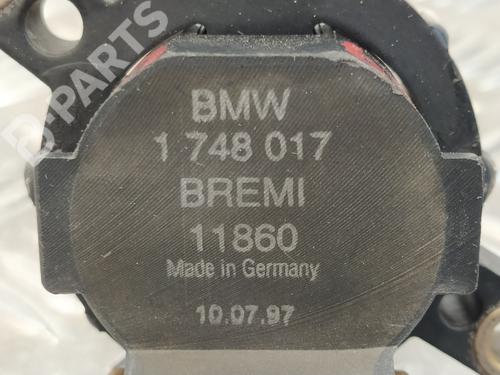 B-PARTS
BMW
1 748 017
BREMI
11860
Made in Germany
10.07.97